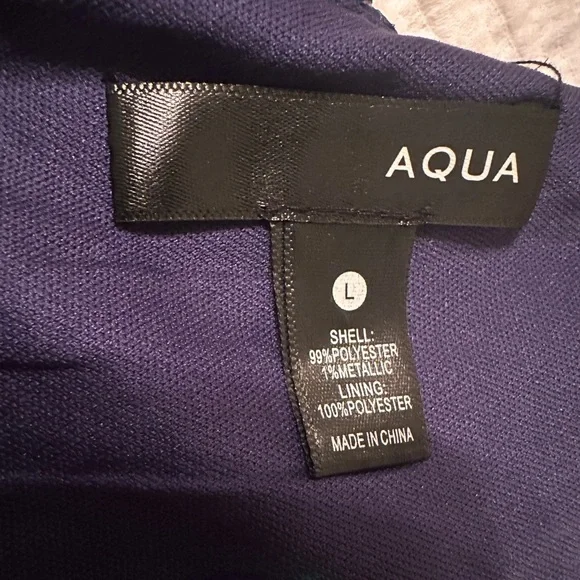 AQUA
L
SHELL:
99%POLYESTER
1%METALLIC
LINING:
100%POLYESTER
MADE IN CHINA